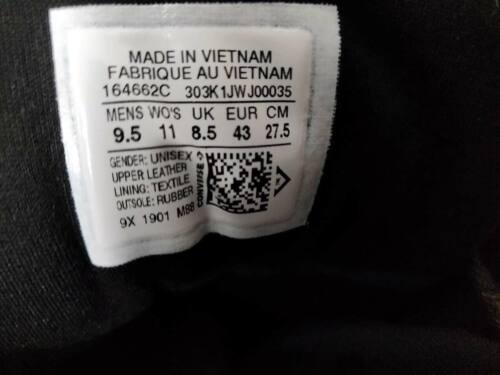 MADE IN VIETNAM
FABRIQUE AU VIETNAM
164662C 303K1JWJ00035
MENS WO'S UK EUR CM
9.5 11 8.5 43 27.5
GENDER: UNISEX
UPPER LEATHER
LINING: TEXTILE
OUTSOLE: RUBBER
CONVERSE
9X 1901 M88